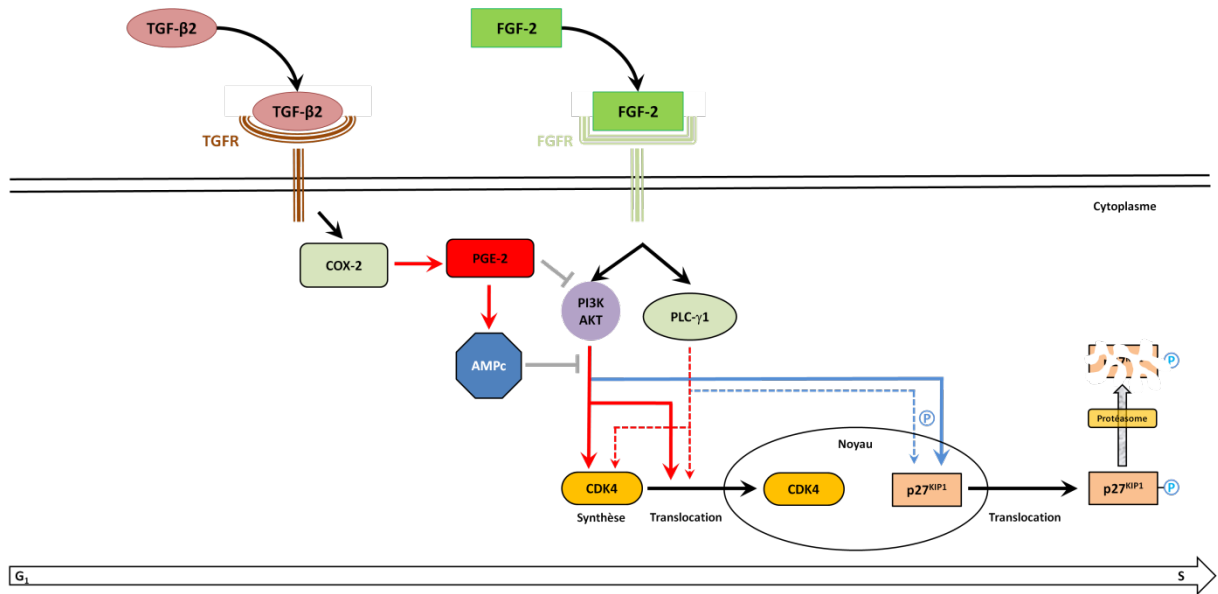 TGF-β2
FGF-2
TGF-β2
FGF-2
TGFR
FGFR
Cytoplasme
COX-2
PGE-2
PI3K
AKT
PLC-γ1
AMPc
P
P
Protéasome
Noyau
CDK4
CDK4
p27KIP1
p27KIP1
P
Synthèse
Translocation
Translocation
G1
S